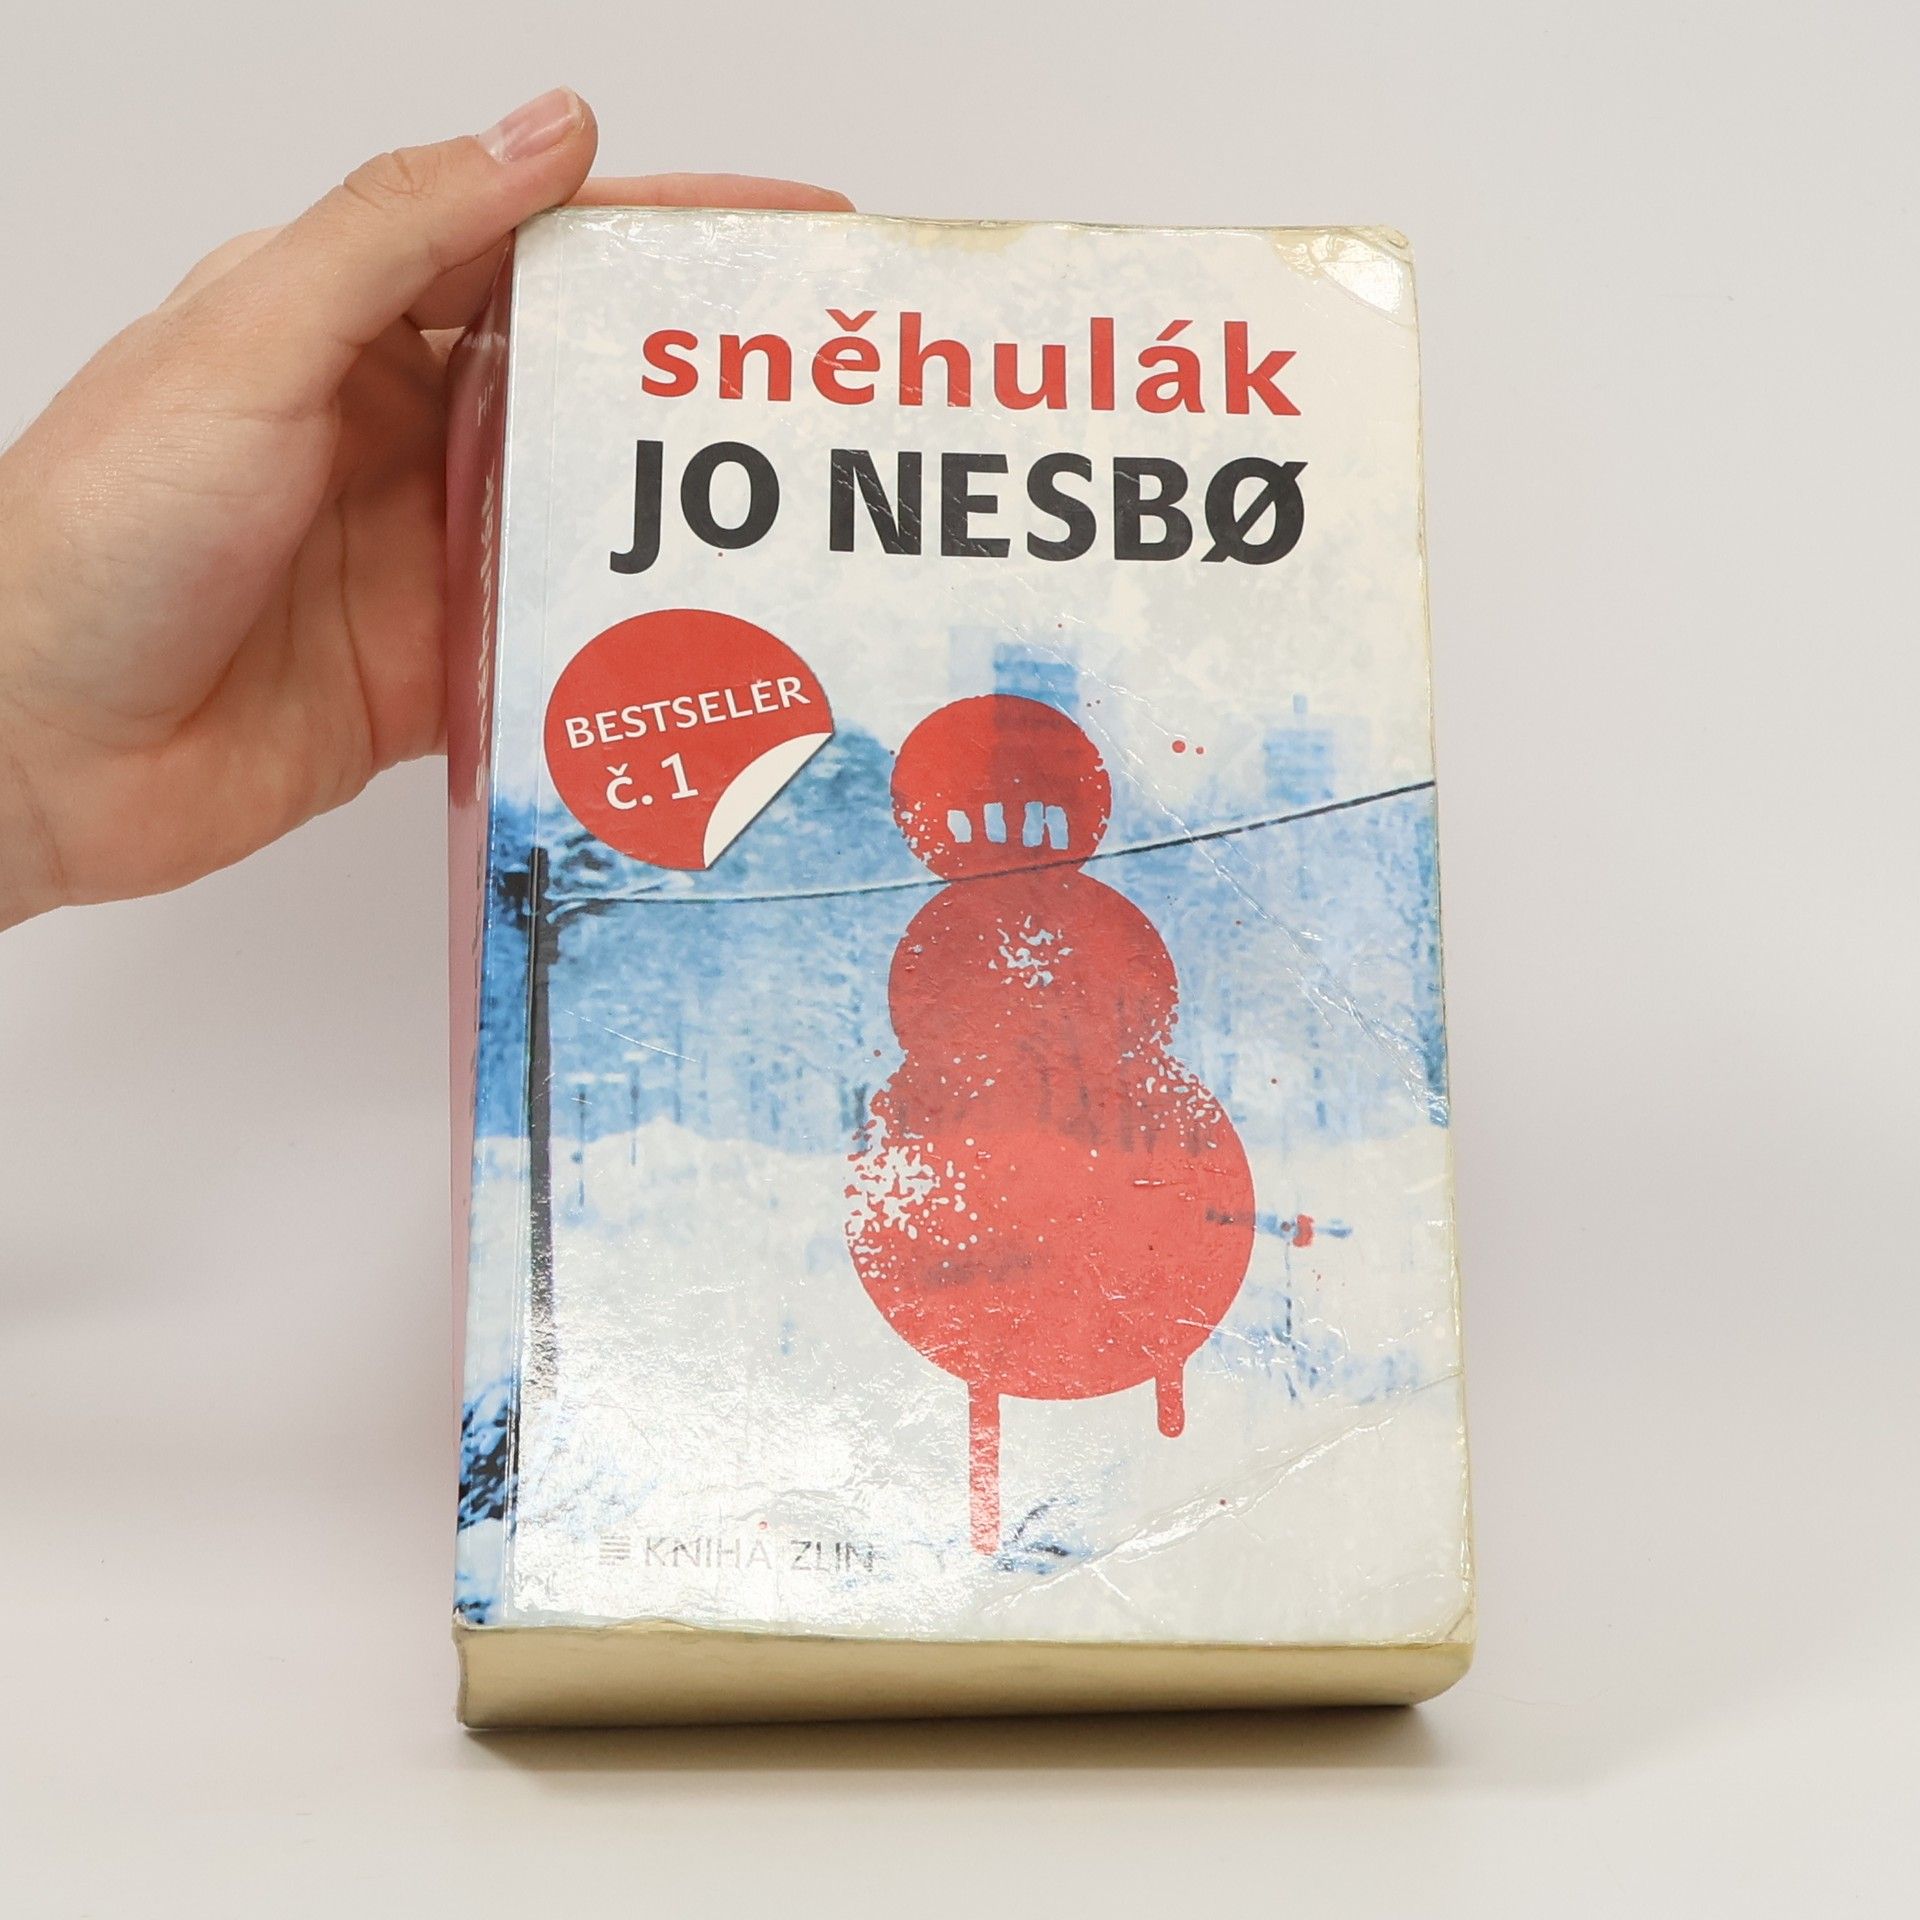 sněhulák
JO NESBØ
BESTSELER
č. 1
KNIHA ZLIN